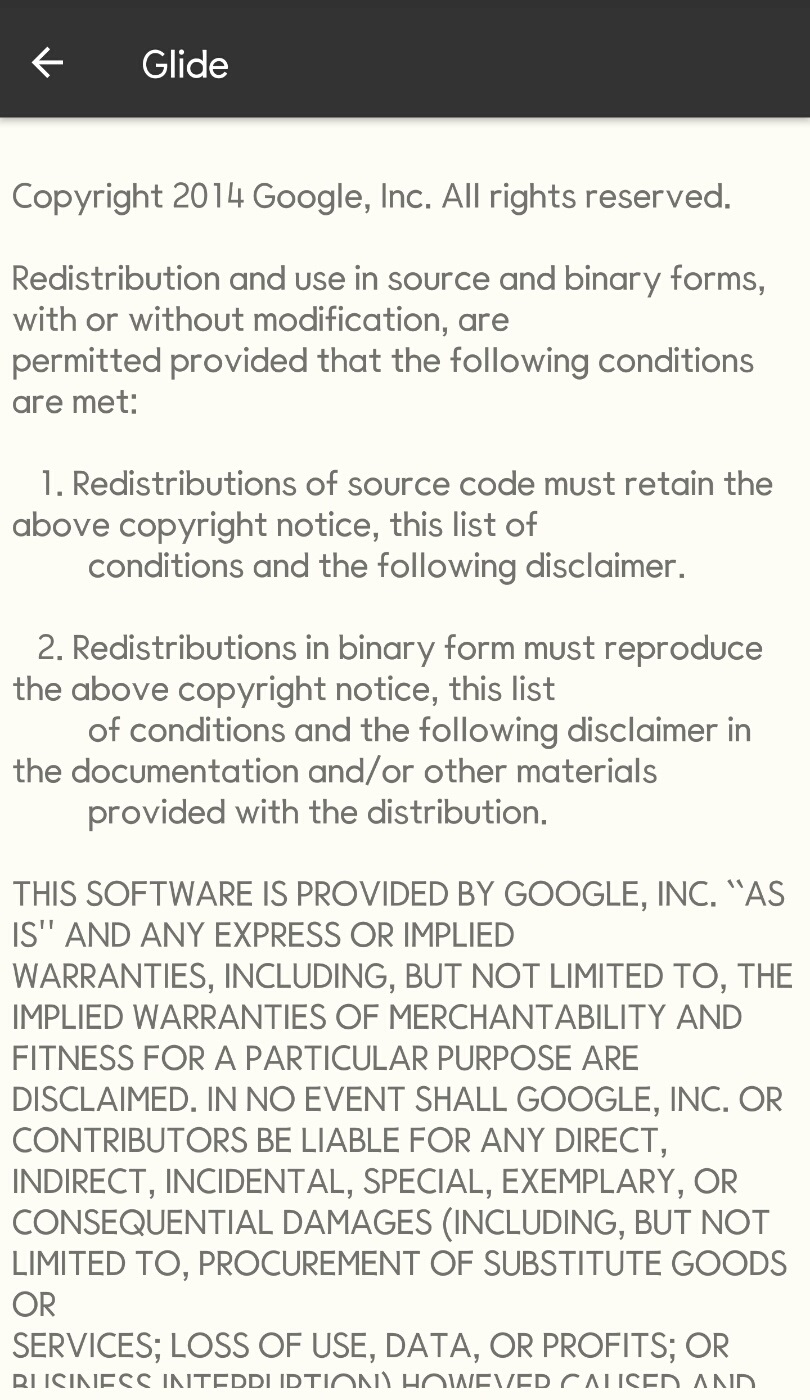 Glide
Copyright 2014 Google, Inc. All rights reserved.
Redistribution and use in source and binary forms,
with or without modification, are
permitted provided that the following conditions
are met:
1. Redistributions of source code must retain the
above copyright notice, this list of
conditions and the following disclaimer.
2. Redistributions in binary form must reproduce
the above copyright notice, this list
of conditions and the following disclaimer in
the documentation and/or other materials
provided with the distribution.
THIS SOFTWARE IS PROVIDED BY GOOGLE, INC. ``AS
IS'' AND ANY EXPRESS OR IMPLIED
WARRANTIES, INCLUDING, BUT NOT LIMITED TO, THE
IMPLIED WARRANTIES OF MERCHANTABILITY AND
FITNESS FOR A PARTICULAR PURPOSE ARE
DISCLAIMED. IN NO EVENT SHALL GOOGLE, INC. OR
CONTRIBUTORS BE LIABLE FOR ANY DIRECT,
INDIRECT, INCIDENTAL, SPECIAL, EXEMPLARY, OR
CONSEQUENTIAL DAMAGES (INCLUDING, BUT NOT
LIMITED TO, PROCUREMENT OF SUBSTITUTE GOODS
OR
SERVICES; LOSS OF USE, DATA, OR PROFITS; OR
BUSINESS INTERRUPTION) HOWEVER CAUSED AND